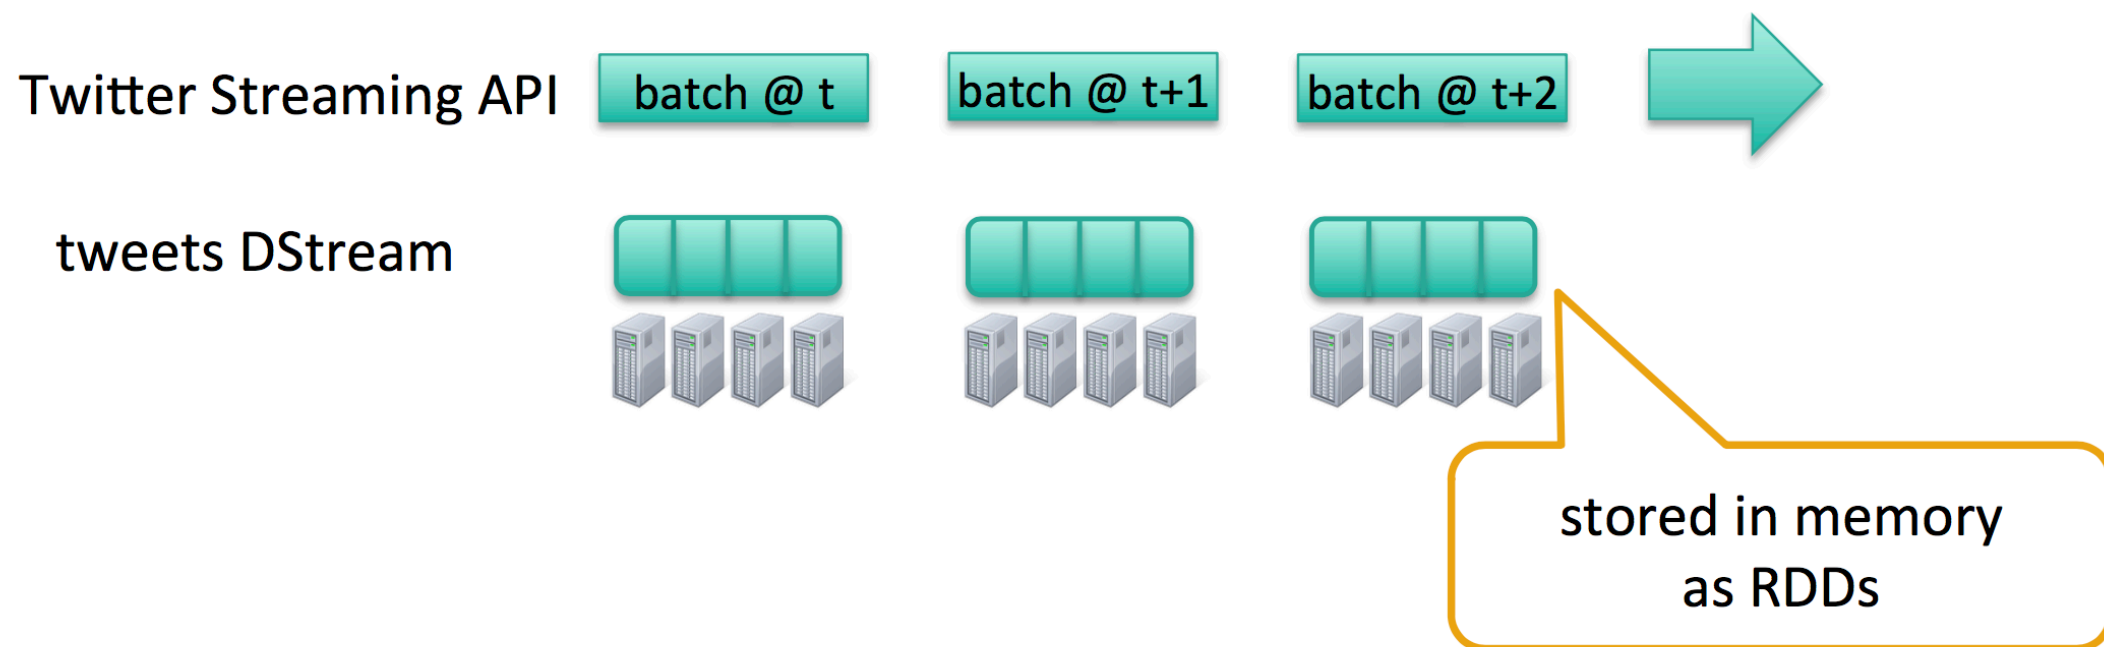 Twitter Streaming API
batch @ t
batch @ t+1
batch @ t+2
tweets DStream
stored in memory
as RDDs